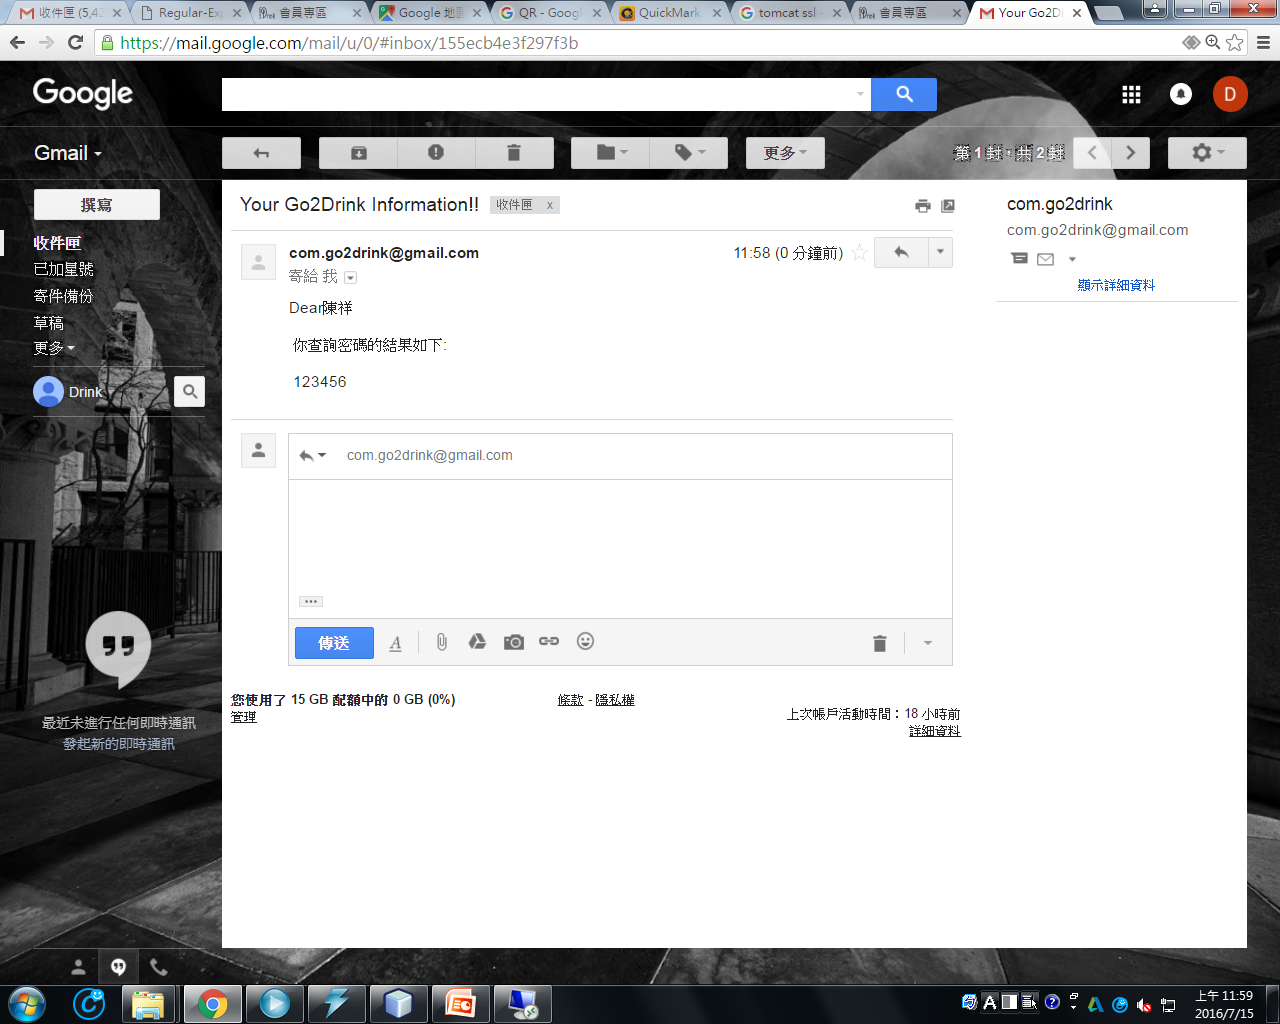 收件匣 (5,4
Regular-Exp
會員專區
Google 地圖
QR - Goog
QuickMark
tomcat ssl -
會員專區
Your Go2Dr
https://mail.google.com/mail/u/0/#inbox/155ecb4e3f297f3b
Google
D
Gmail
更多
第 1 封，共 2 封
撰寫
收件匣
已加星號
寄件備份
草稿
更多
Drink
最近未進行任何即時通訊
發起新的即時通訊
Your Go2Drink Information!!
收件匣 x
com.go2drink@gmail.com
11:58 (0 分鐘前)
寄給 我
Dear陳祥
你查詢密碼的結果如下:
123456
com.go2drink@gmail.com
傳送
A
您使用了 15 GB 配額中的 0 GB (0%)
管理
條款 - 隱私權
上次帳戶活動時間：18 小時前
詳細資料
com.go2drink
com.go2drink@gmail.com
顯示詳細資料
上午 11:59
2016/7/15